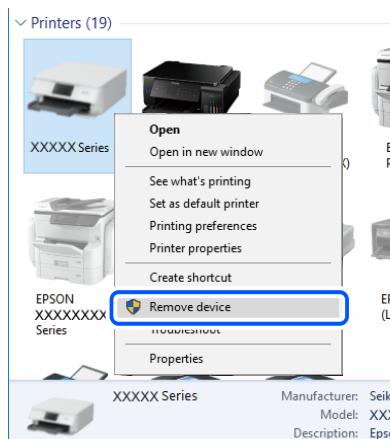 Printers (19)
XXXXX Series
Open
Open in new window
See what's printing
Set as default printer
Printing preferences
Printer properties
Create shortcut
Remove device
Troubleshoot
Properties
EPSON
XXXXXXXX
Series
XXXXX Series
Manufacturer:
Model:
Description: